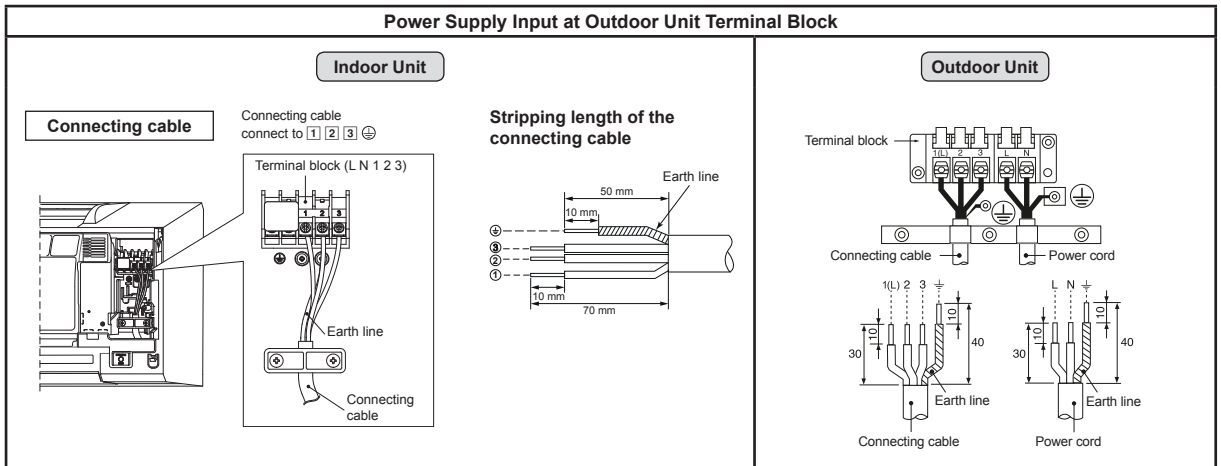 Power Supply Input at Outdoor Unit Terminal Block
Indoor Unit
Connecting cable
Connecting cable
connect to 1 2 3 ⏚
Terminal block (L N 1 2 3)
1 2 3
Earth line
Connecting
cable
Stripping length of the
connecting cable
Earth line
50 mm
10 mm
③
②
①
10 mm
70 mm
Outdoor Unit
Terminal block
1(L) 2 3 L N
Connecting cable
Power cord
1(L) 2 3
10
10
30
40
Earth line
Connecting cable
L N
10
10
30
40
Earth line
Power cord